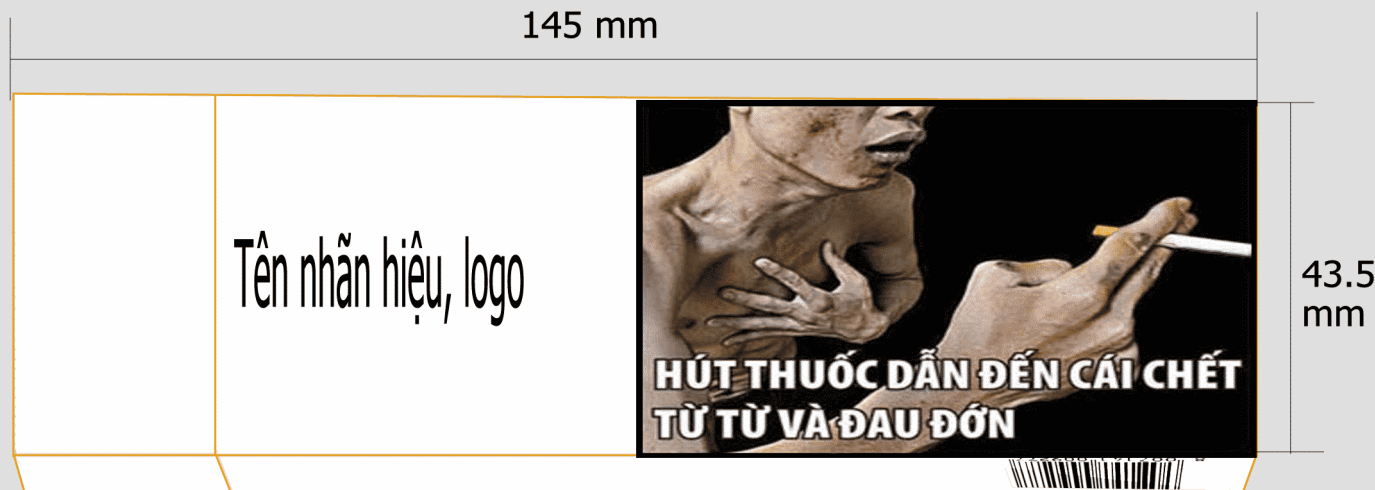 145 mm
Tên nhãn hiệu, logo
43.5
mm
HÚT THUỐC DẪN ĐẾN CÁI CHẾT
TỪ TỪ VÀ ĐAU ĐỚN